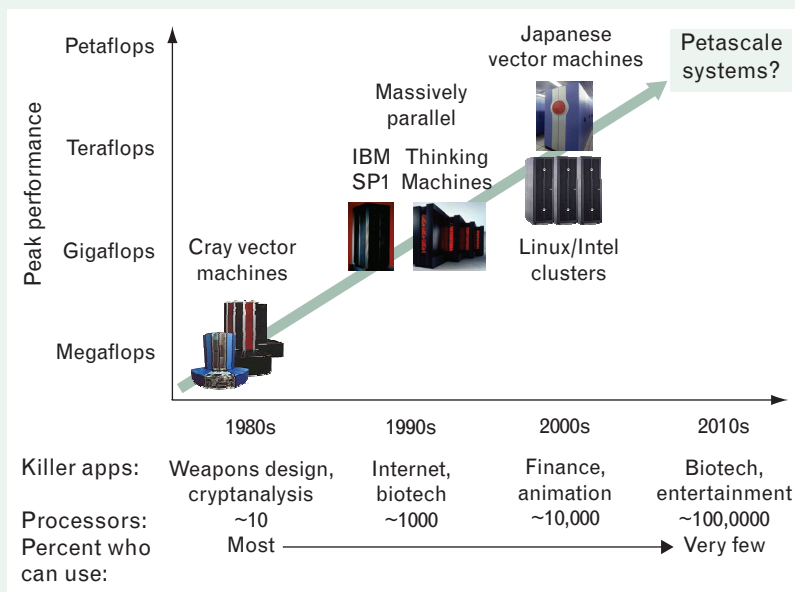 Peak performance
Petaflops
Teraflops
Gigaflops
Megaflops
Cray vector
machines
Massively
parallel
IBM
SP1
Thinking
Machines
Japanese
vector machines
Linux/Intel
clusters
Petascale
systems?
1980s 1990s 2000s 2010s
Killer apps: Weapons design, Internet, Finance, Biotech,
cryptanalysis biotech animation entertainment
Processors: ~10 ~1000 ~10,000 ~100,0000
Percent who Most Very few
can use: